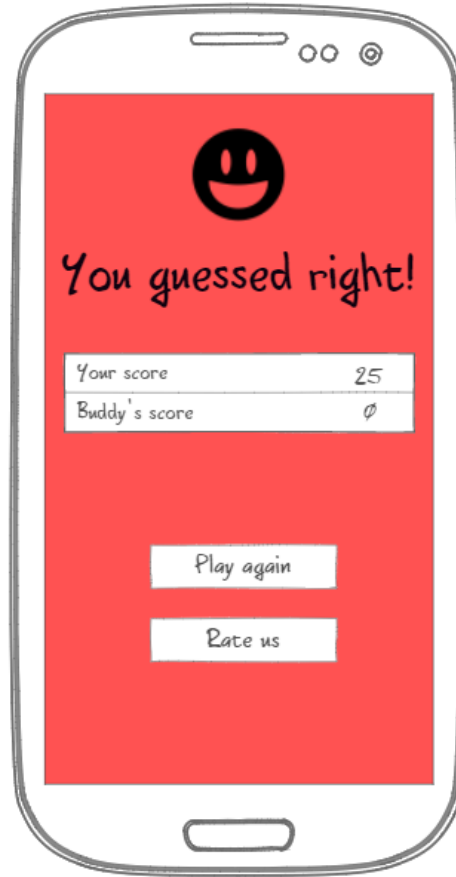 You guessed right!
Your score 25
Buddy's score 0
Play again
Rate us